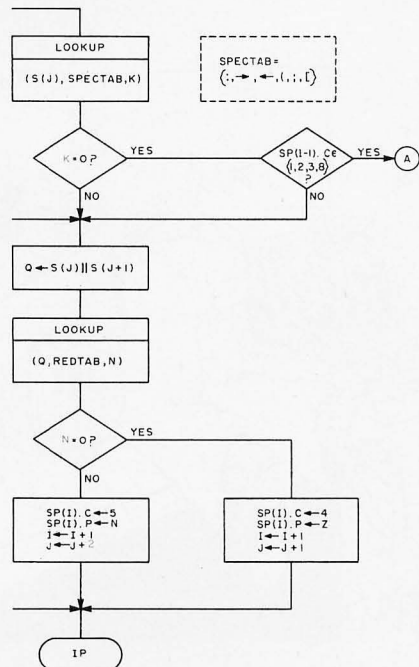 LOOKUP
(S(J), SPECTAB,K)
SPECTAB=
{:,→,←,(,;,[}
K=0?
YES
NO
SP(I-1).Cϵ
{1,2,3,8}
?
YES
A
NO
Q←S(J)||S(J+1)
LOOKUP
(Q,REDTAB,N)
N=0?
YES
NO
SP(I).C←5
SP(I).P←N
I←I+1
J←J+2
SP(I).C←4
SP(I).P←Z
I←I+1
J←J+1
IP